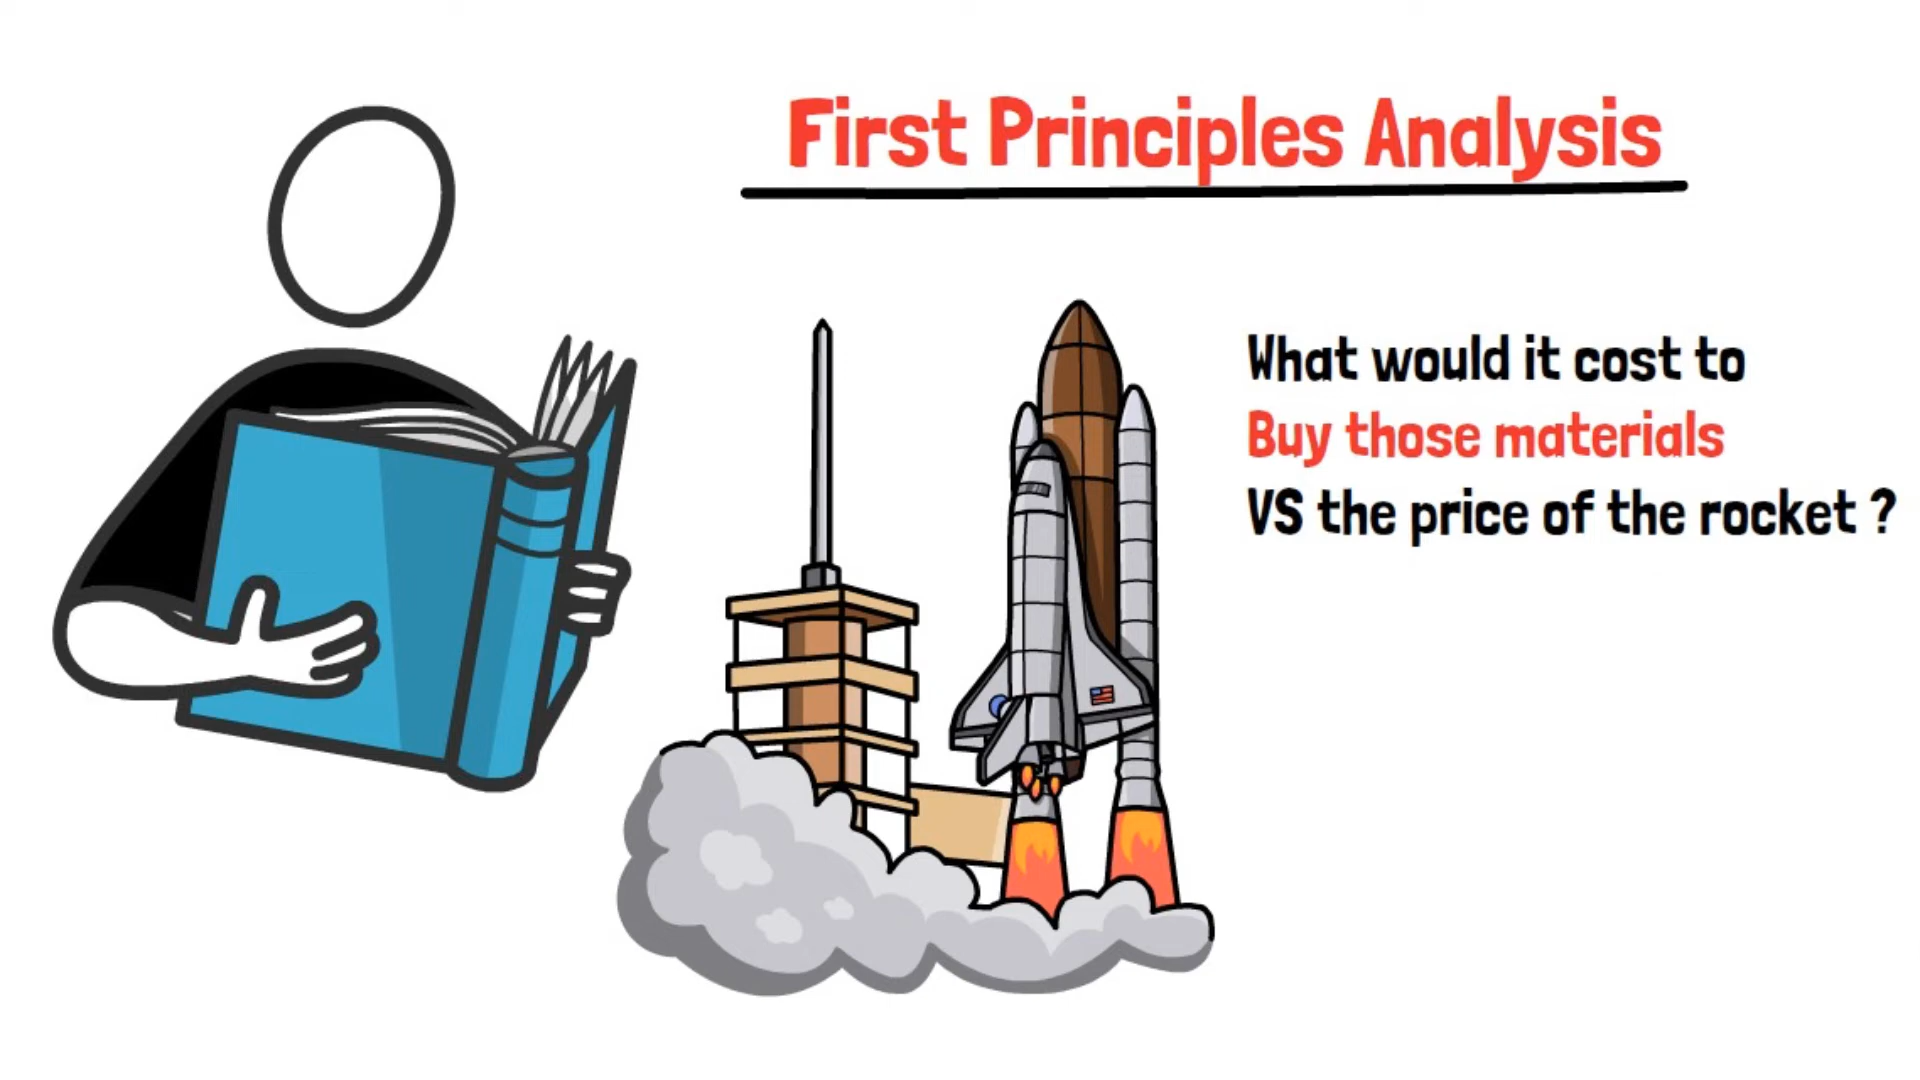 First Principles Analysis
What would it cost to
Buy those materials
VS the price of the rocket ?